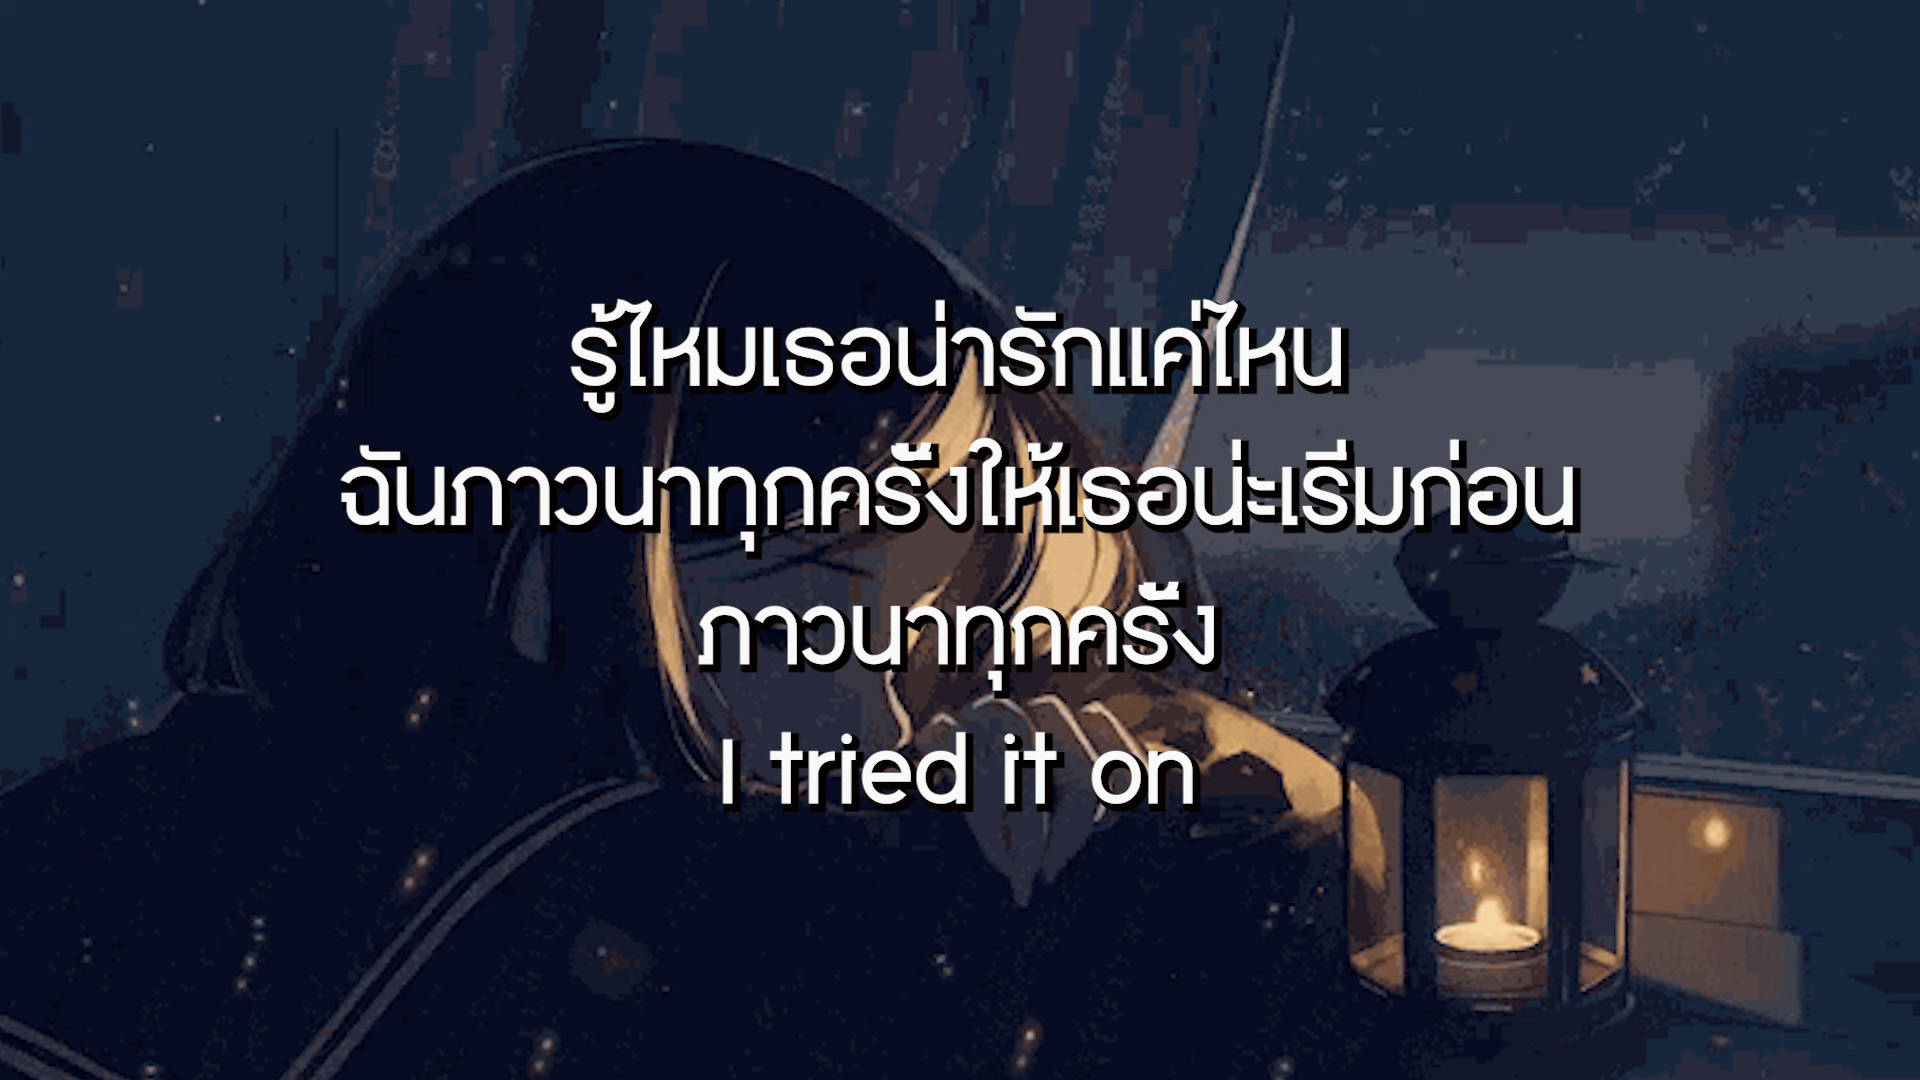 รู้ไหมเธอน่ารักแค่ไหน
ฉันภาวนาทุกครั้งให้เธอน่ะเริ่มก่อน
ภาวนาทุกครั้ง
I tried it on